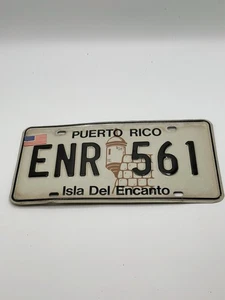 PUERTO RICO
ENR 561
Isla Del Encanto